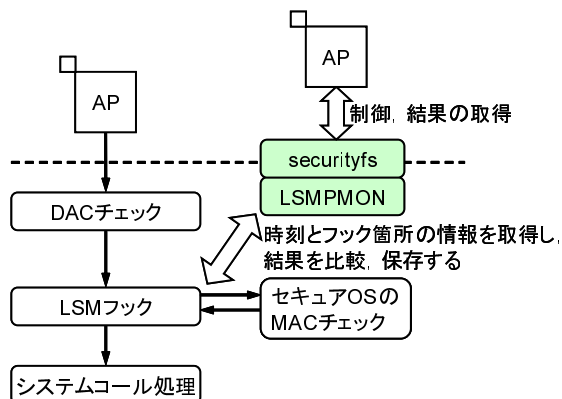 AP
制御，結果の取得
AP
securityfs
LSMPMON
DACチェック
時刻とフック箇所の情報を取得し，
結果を比較，保存する
LSMフック
セキュアOSの
MACチェック
システムコール処理